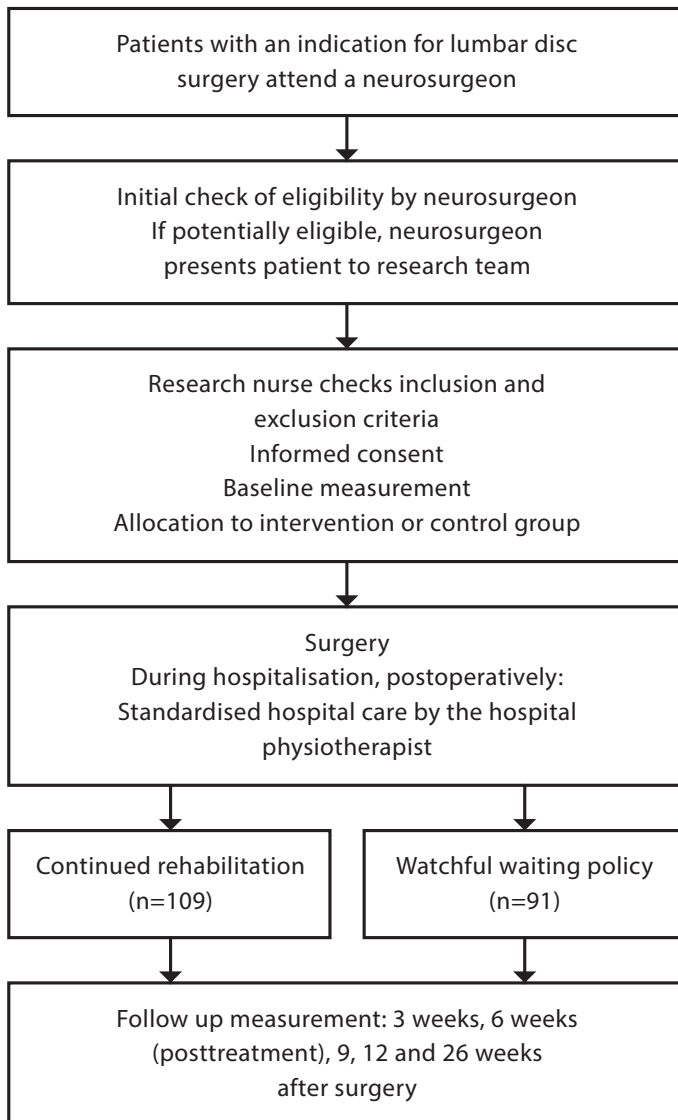 Patients with an indication for lumbar disc
surgery attend a neurosurgeon
Initial check of eligibility by neurosurgeon
If potentially eligible, neurosurgeon
presents patient to research team
Research nurse checks inclusion and
exclusion criteria
Informed consent
Baseline measurement
Allocation to intervention or control group
Surgery
During hospitalisation, postoperatively:
Standardised hospital care by the hospital
physiotherapist
Continued rehabilitation
(n=109)
Watchful waiting policy
(n=91)
Follow up measurement: 3 weeks, 6 weeks
(posttreatment), 9, 12 and 26 weeks
after surgery